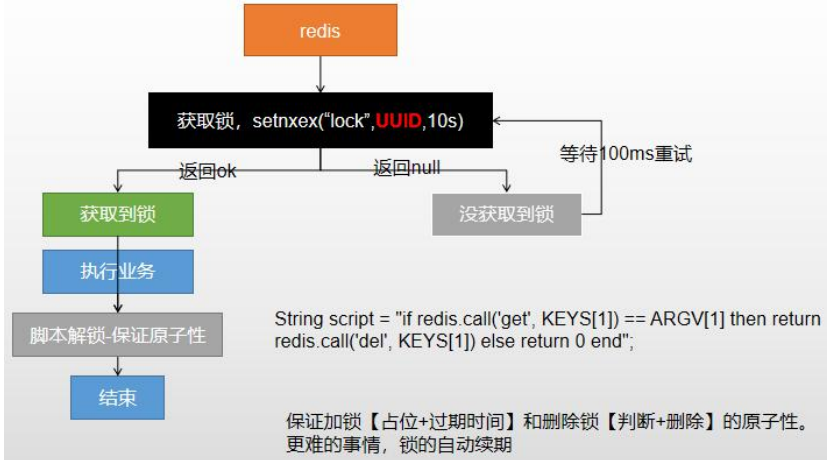 redis
获取锁，setnxex(“lock”,UUID,10s)
返回ok
返回null
等待100ms重试
获取到锁
没获取到锁
执行业务
脚本解锁-保证原子性
String script = "if redis.call('get', KEYS[1]) == ARGV[1] then return
redis.call('del', KEYS[1]) else return 0 end";
结束
保证加锁【占位+过期时间】和删除锁【判断+删除】的原子性。
更难的事情，锁的自动续期